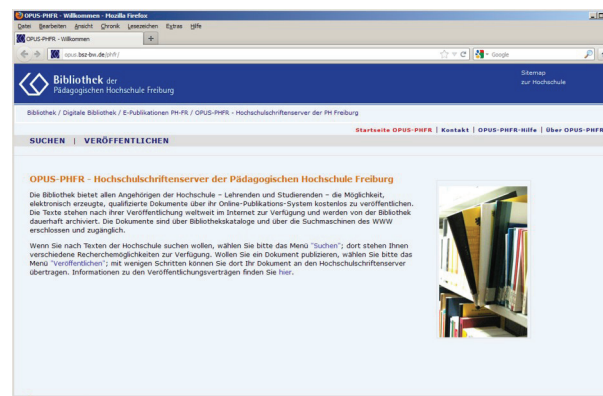 OPUS-PHFR - Willkommen - Mozilla Firefox
Datei Bearbeiten Ansicht Chronik Lesezeichen Extras Hilfe
OPUS-PHFR - Willkommen +
opus.bsz-bw.de/phfr/ Google
Sitemap
Bibliothek der
zur Hochschule
Pädagogischen Hochschule Freiburg
Bibliothek / Digitale Bibliothek / E-Publikationen PH-FR / OPUS-PHFR - Hochschulschriftenserver der PH Freiburg
Startseite OPUS-PHFR | Kontakt | OPUS-PHFR-Hilfe | Über OPUS-PHFR
SUCHEN | VERÖFFENTLICHEN
OPUS-PHFR - Hochschulschriftenserver der Pädagogischen Hochschule Freiburg
Die Bibliothek bietet allen Angehörigen der Hochschule – Lehrenden und Studierenden – die Möglichkeit,
elektronisch erzeugte, qualifizierte Dokumente über ihr Online-Publikations-System kostenlos zu veröffentlichen.
Die Texte stehen nach ihrer Veröffentlichung weltweit im Internet zur Verfügung und werden von der Bibliothek
dauerhaft archiviert. Die Dokumente sind über Bibliothekskataloge und über die Suchmaschinen des WWW
erschlossen und zugänglich.
Wenn Sie nach Texten der Hochschule suchen wollen, wählen Sie bitte das Menü "Suchen"; dort stehen Ihnen
verschiedene Recherchemöglichkeiten zur Verfügung. Wollen Sie ein Dokument publizieren, wählen Sie bitte das
Menü "Veröffentlichen"; mit wenigen Schritten können Sie dort Ihr Dokument an den Hochschulschriftenserver
übertragen. Informationen zu den Veröffentlichungsverträgen finden Sie hier.